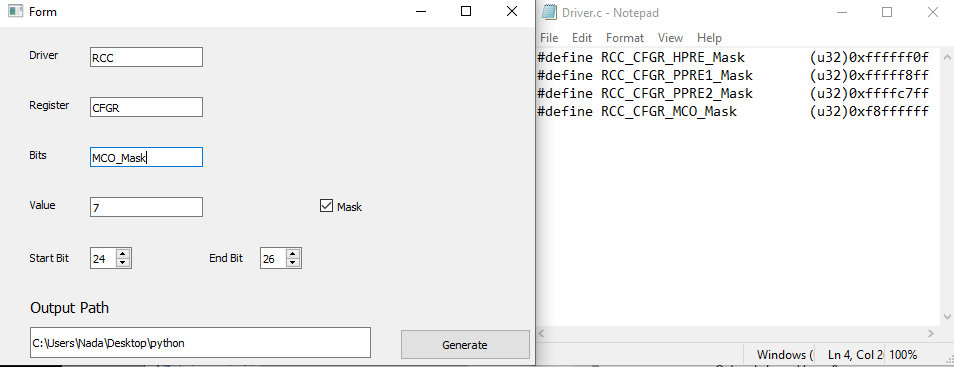 Form
Driver RCC
Register CFGR
Bits MCO_Mask
Value 7 Mask
Start Bit 24 End Bit 26
Output Path
C:\Users\Nada\Desktop\python Generate
Driver.c - Notepad
File Edit Format View Help
#define RCC_CFGR_HPRE_Mask (u32)0xffffff0f
#define RCC_CFGR_PPRE1_Mask (u32)0xfffff8ff
#define RCC_CFGR_PPRE2_Mask (u32)0xffffc7ff
#define RCC_CFGR_MCO_Mask (u32)0xf8ffffff
Windows ( Ln 4, Col 2 100%